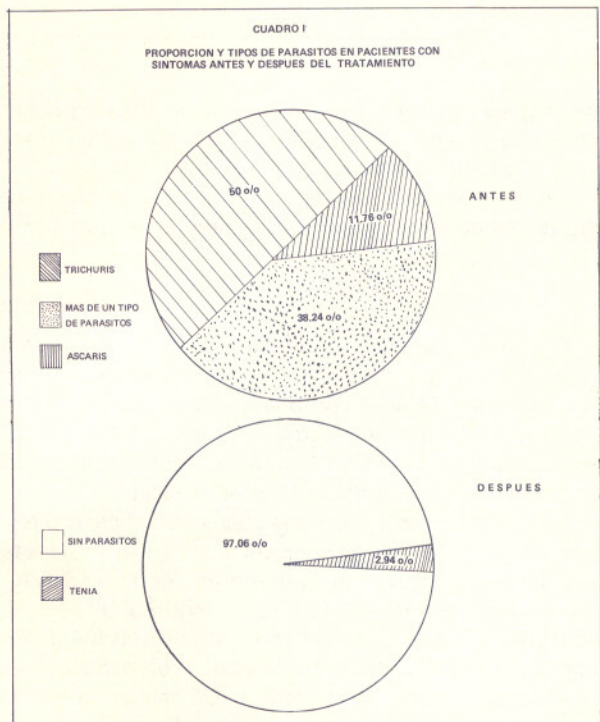 CUADRO I
PROPORCION Y TIPOS DE PARASITOS EN PACIENTES CON
SINTOMAS ANTES Y DESPUES DEL TRATAMIENTO
50 o/o
ANTES
11.76 o/o
TRICHURIS
MAS DE UN TIPO
DE PARASITOS
38.24 o/o
ASCARIS
DESPUES
SIN PARASITOS
97.06 o/o
2.94 o/o
TENIA